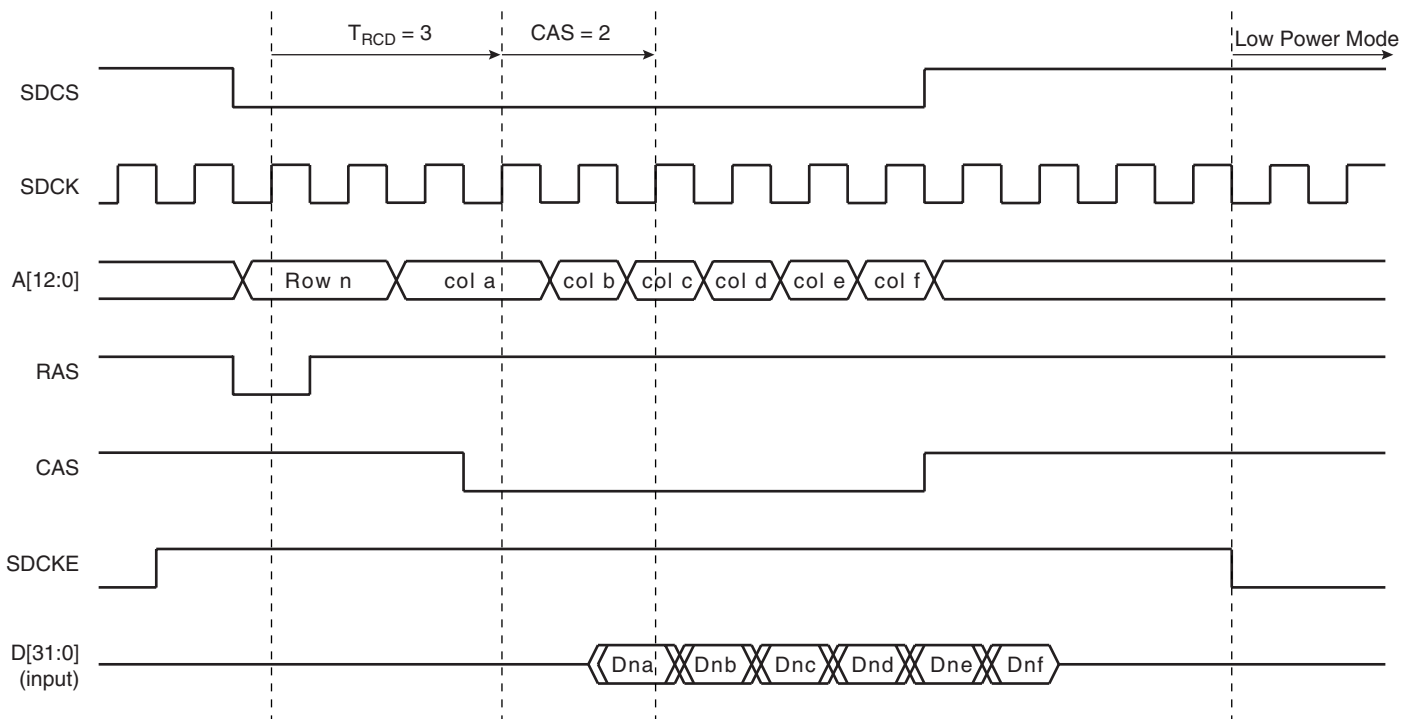 T_RCD = 3
CAS = 2
Low Power Mode
SDCS
SDCK
A[12:0]
Row n
col a
col b
col c
col d
col e
col f
RAS
CAS
SDCKE
D[31:0]
(input)
Dna
Dnb
Dnc
Dnd
Dne
Dnf